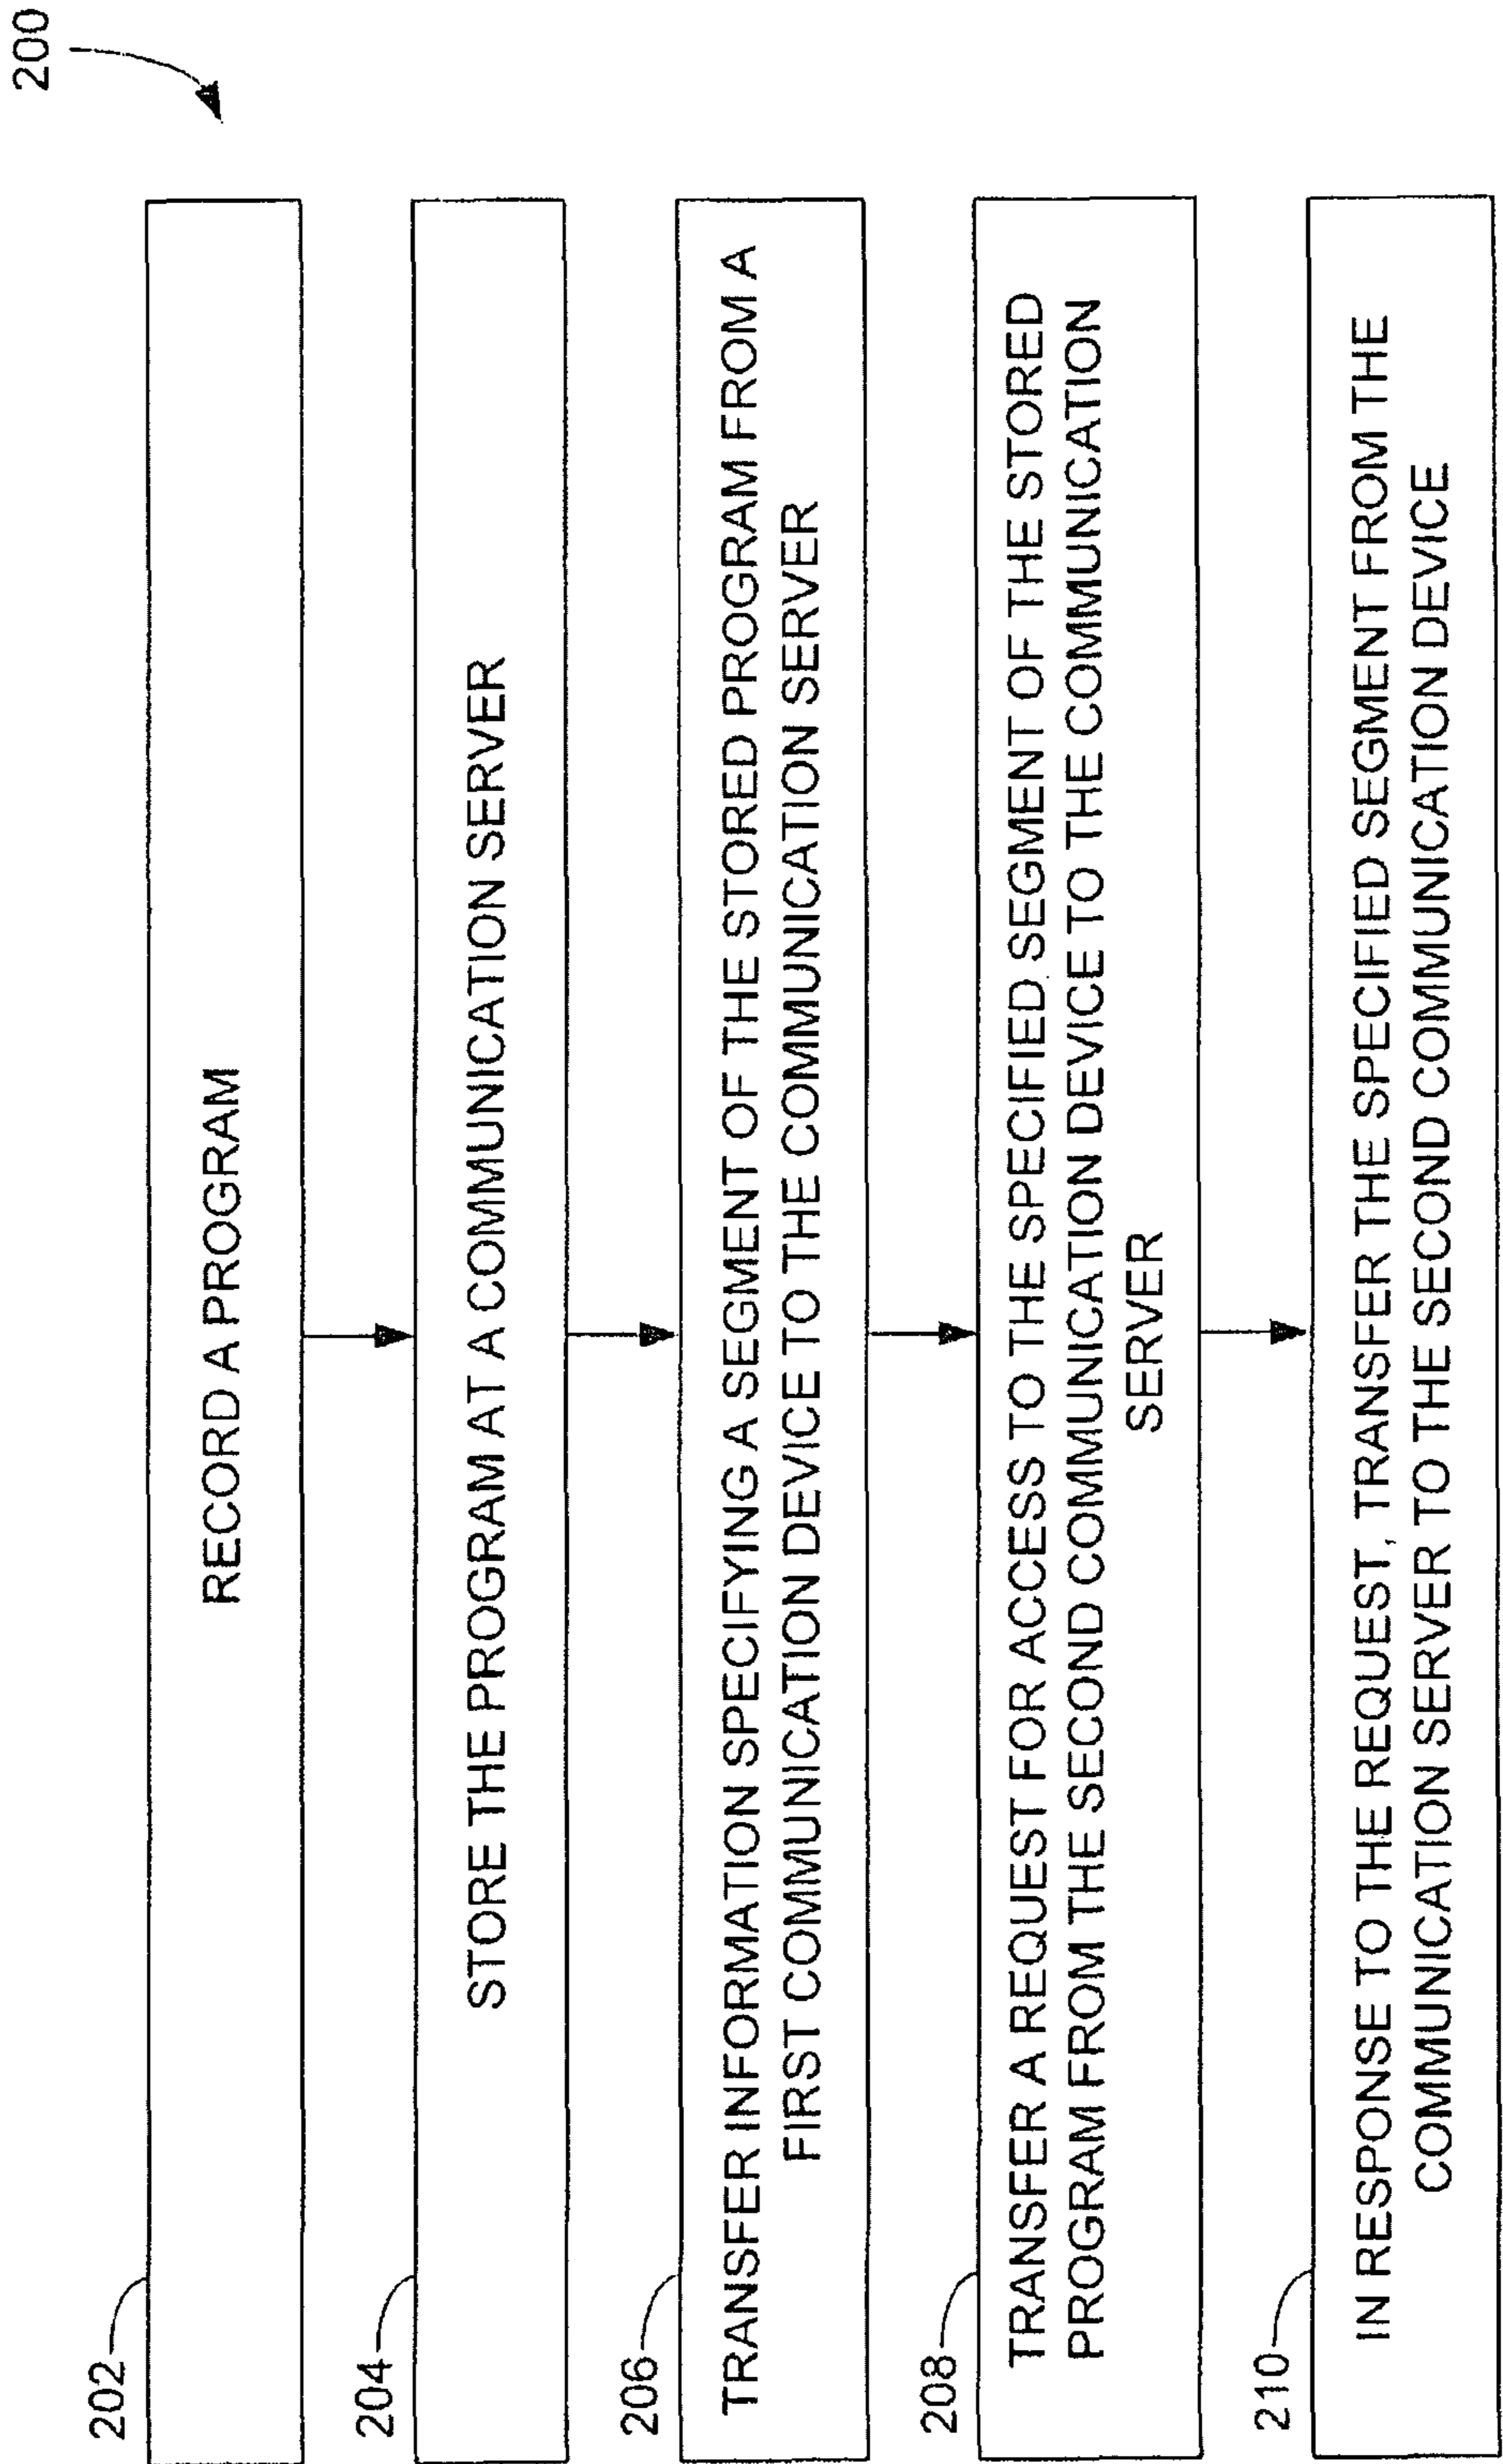 200
202
RECORD A PROGRAM
204
STORE THE PROGRAM AT A COMMUNICATION SERVER
206
TRANSFER INFORMATION SPECIFYING A SEGMENT OF THE STORED PROGRAM FROM A
FIRST COMMUNICATION DEVICE TO THE COMMUNICATION SERVER
208
TRANSFER A REQUEST FOR ACCESS TO THE SPECIFIED SEGMENT OF THE STORED
PROGRAM FROM THE SECOND COMMUNICATION DEVICE TO THE COMMUNICATION
SERVER
210
IN RESPONSE TO THE REQUEST, TRANSFER THE SPECIFIED SEGMENT FROM THE
COMMUNICATION SERVER TO THE SECOND COMMUNICATION DEVICE